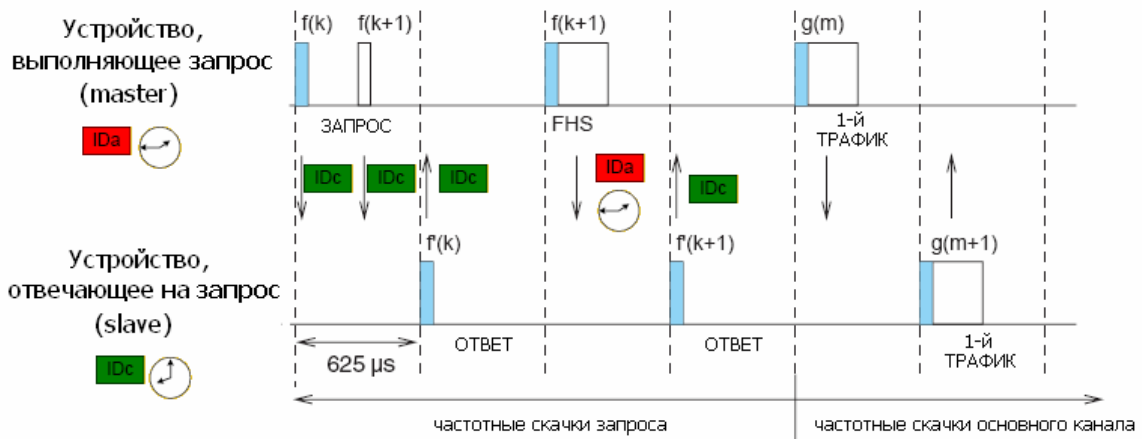 Устройство,
выполняющее запрос
(master)
IDa
f(k)
f(k+1)
f(k+1)
g(m)
ЗАПРОС
FHS
1-й
ТРАФИК
IDc
IDc
IDc
IDa
IDc
Устройство,
отвечающее на запрос
(slave)
IDc
f'(k)
f'(k+1)
g(m+1)
625 µs
ОТВЕТ
ОТВЕТ
1-й
ТРАФИК
частотные скачки запроса
частотные скачки основного канала